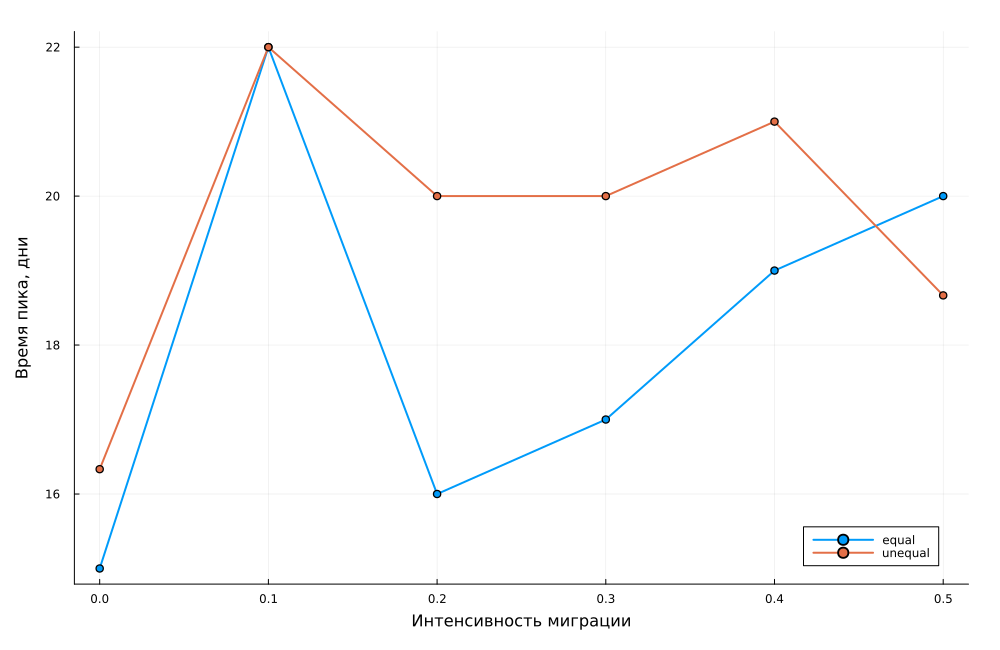 22
20
18
16
Время пика, дни
0.0 0.1 0.2 0.3 0.4 0.5
Интенсивность миграции
equal
unequal